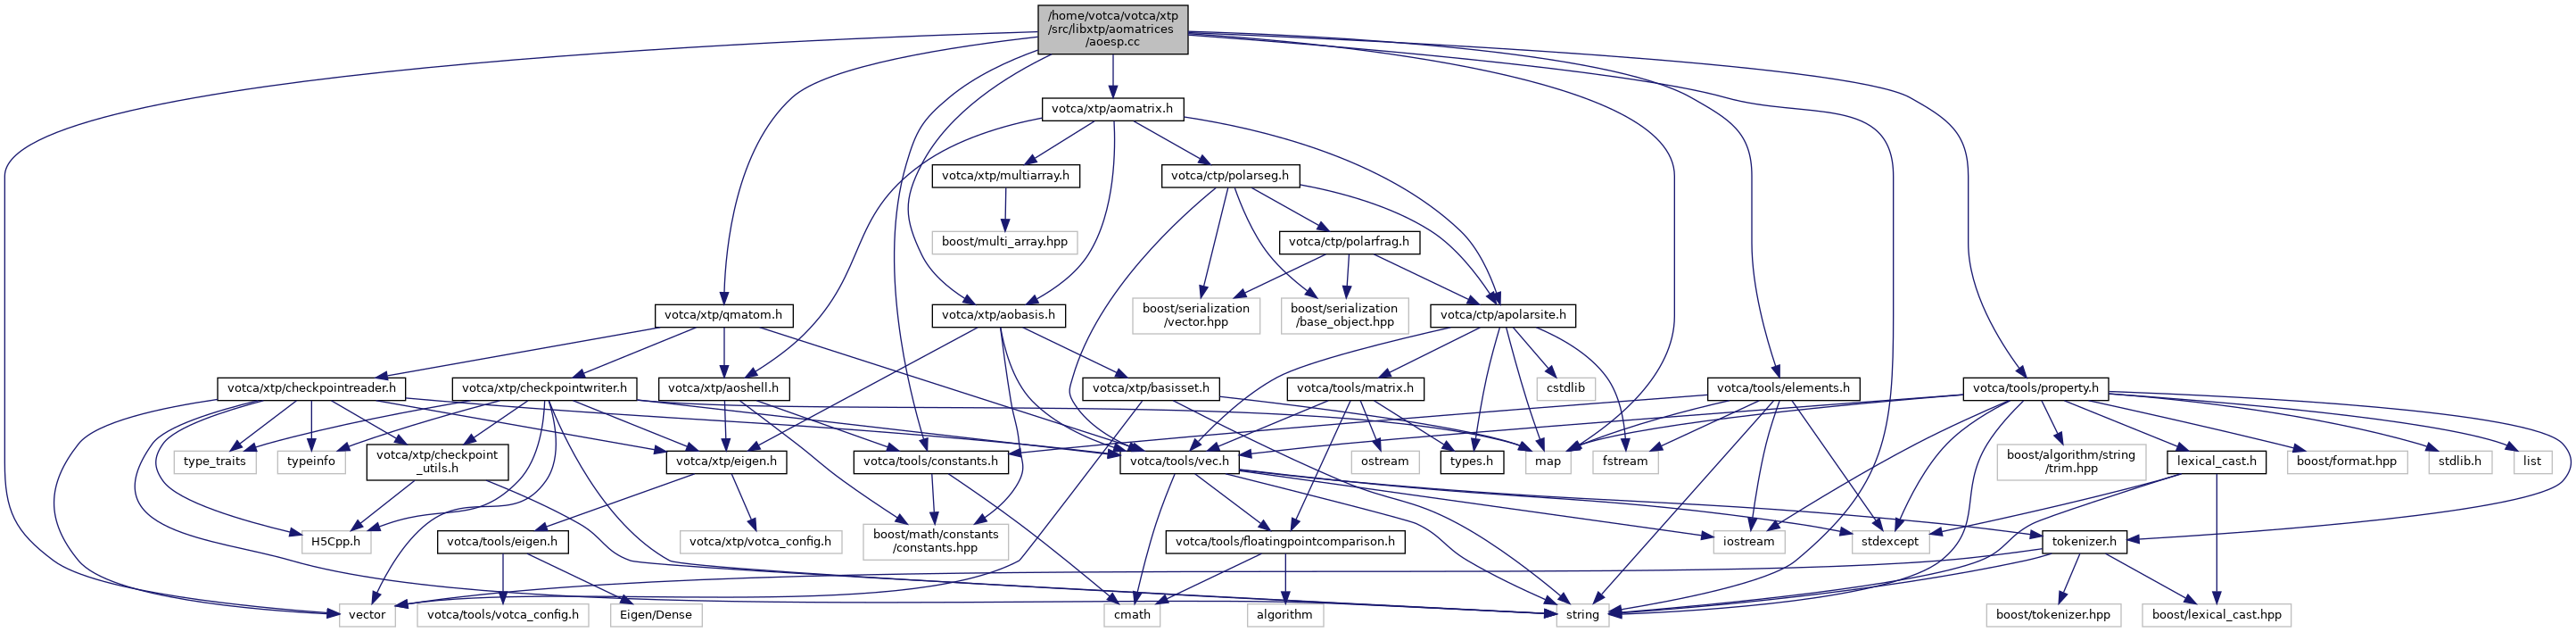 /home/votca/votca/xtp
/src/libxtp/aomatrices
/aoesp.cc
votca/xtp/aomatrix.h
votca/xtp/multiarray.h
votca/ctp/polarseg.h
boost/multi_array.hpp
votca/ctp/polarfrag.h
votca/xtp/qmatom.h
votca/xtp/aobasis.h
boost/serialization
/vector.hpp
boost/serialization
/base_object.hpp
votca/ctp/apolarsite.h
votca/xtp/checkpointreader.h
votca/xtp/checkpointwriter.h
votca/xtp/aoshell.h
votca/xtp/basisset.h
votca/tools/matrix.h
cstdlib
votca/tools/elements.h
votca/tools/property.h
type_traits
typeinfo
votca/xtp/checkpoint
_utils.h
votca/xtp/eigen.h
votca/tools/constants.h
votca/tools/vec.h
ostream
types.h
map
fstream
boost/algorithm/string
/trim.hpp
lexical_cast.h
boost/format.hpp
stdlib.h
list
H5Cpp.h
votca/tools/eigen.h
votca/xtp/votca_config.h
boost/math/constants
/constants.hpp
votca/tools/floatingpointcomparison.h
iostream
stdexcept
tokenizer.h
vector
votca/tools/votca_config.h
Eigen/Dense
cmath
algorithm
string
boost/tokenizer.hpp
boost/lexical_cast.hpp